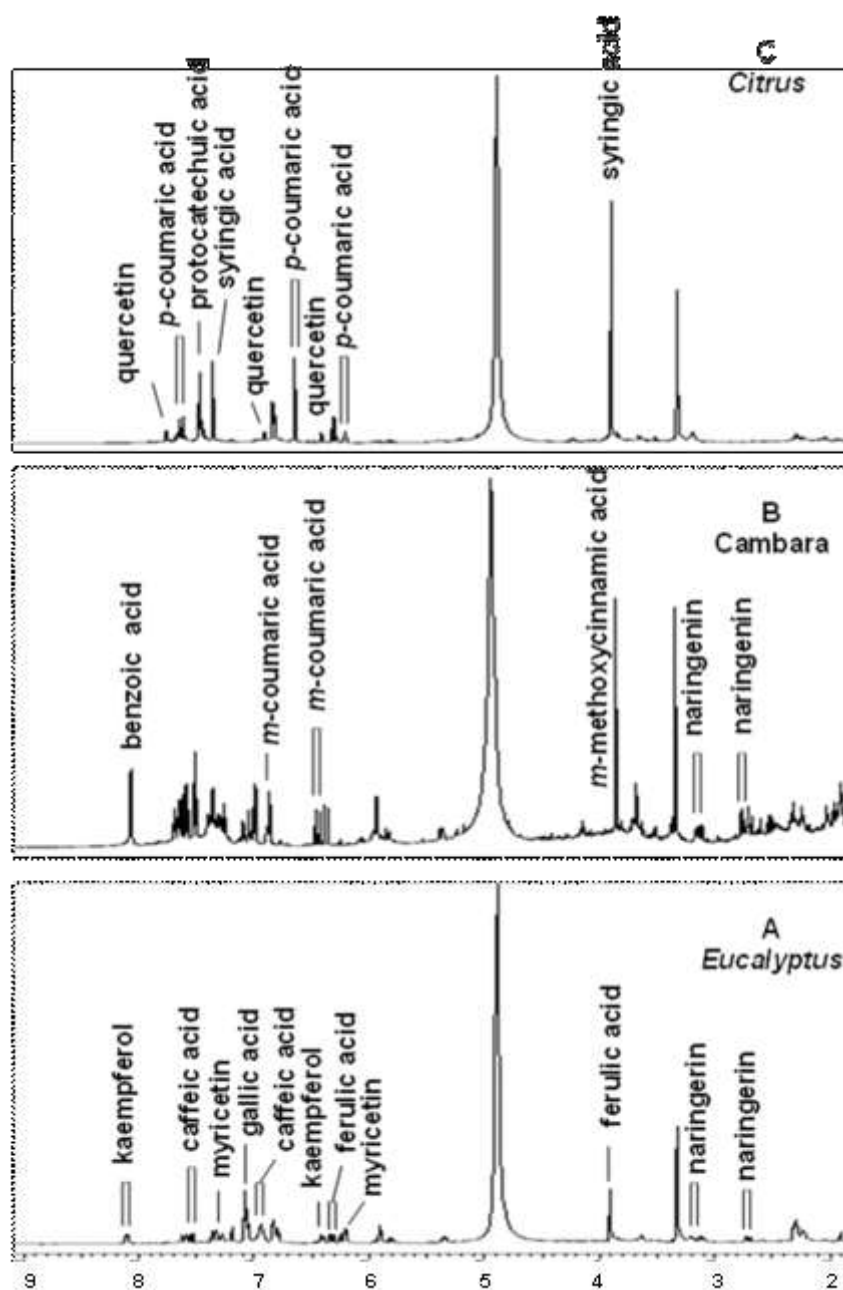 C
Citrus
quercetin
p-coumaric acid
protocatechuic acid
syringic acid
quercetin
p-coumaric acid
quercetin
p-coumaric acid
syringic acid
B
Cambara
benzoic acid
m-coumaric acid
m-coumaric acid
m-methoxycinnamic acid
naringenin
naringenin
A
Eucalyptus
kaempferol
caffeic acid
myricetin
gallic acid
caffeic acid
kaempferol
ferulic acid
myricetin
ferulic acid
naringerin
naringerin
9 8 7 6 5 4 3 2